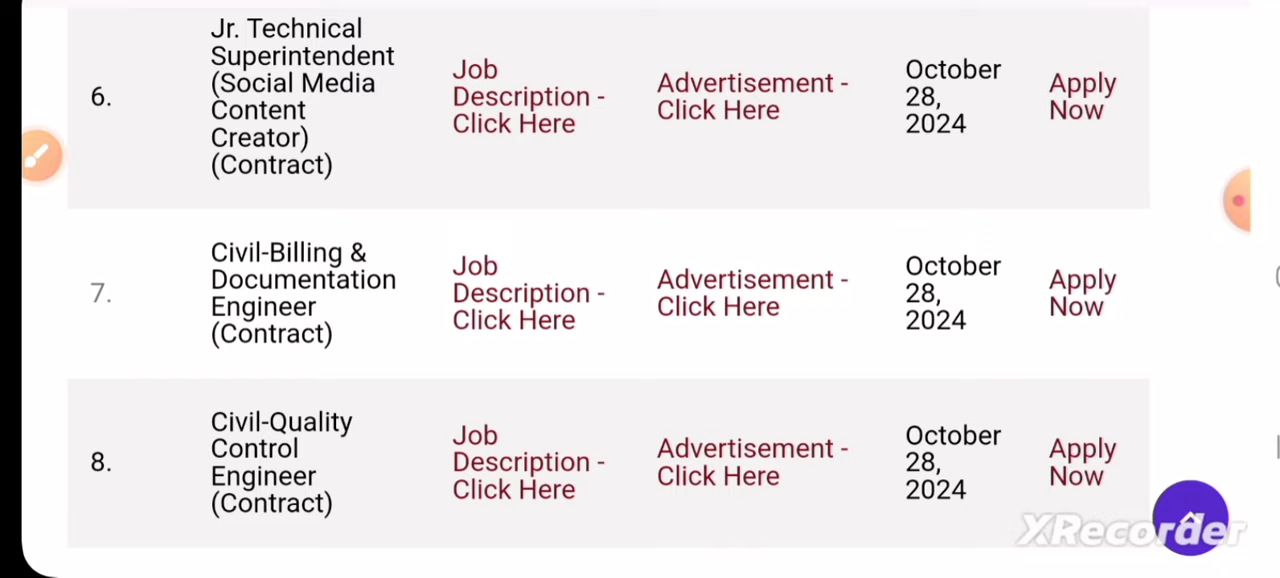 6.
Jr. Technical
Superintendent
(Social Media
Content
Creator)
(Contract)
Job
Description -
Click Here
Advertisement -
Click Here
October
28,
2024
Apply
Now
7.
Civil-Billing &
Documentation
Engineer
(Contract)
Job
Description -
Click Here
Advertisement -
Click Here
October
28,
2024
Apply
Now
8.
Civil-Quality
Control
Engineer
(Contract)
Job
Description -
Click Here
Advertisement -
Click Here
October
28,
2024
Apply
Now
XRecorder